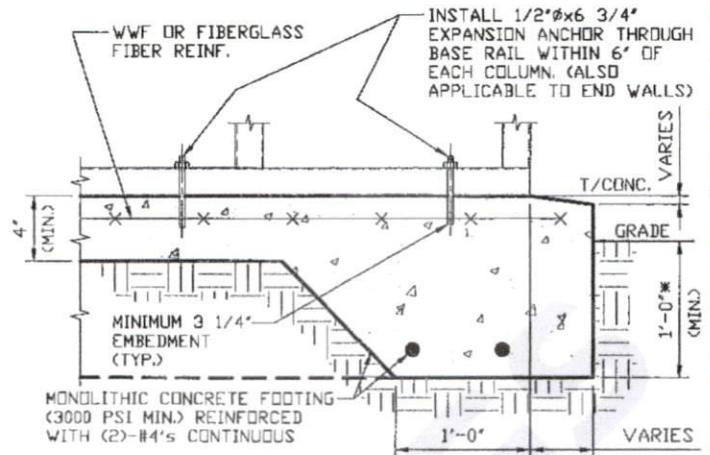 WWF OR FIBERGLASS
FIBER REINF.
INSTALL 1/2"Øx6 3/4"
EXPANSION ANCHOR THROUGH
BASE RAIL WITHIN 6" OF
EACH COLUMN. (ALSO
APPLICABLE TO END WALLS)
VARIES
T/CONC.
4"
(MIN.)
GRADE
1'-0"*
(MIN.)
MINIMUM 3 1/4"
EMBEDMENT
(TYP.)
MONOLITHIC CONCRETE FOOTING
(3000 PSI MIN.) REINFORCED
WITH (2)-#4's CONTINUOUS
1'-0"
VARIES